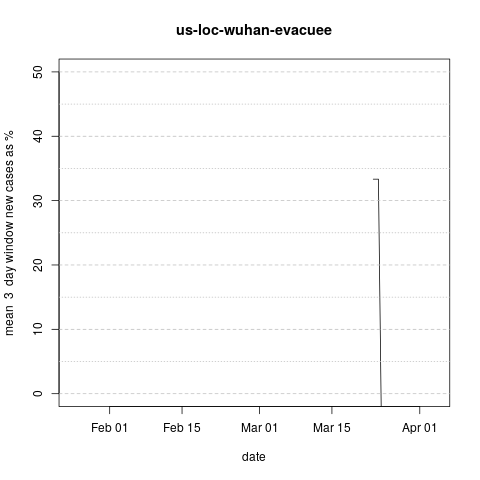 us-loc-wuhan-evacuee
mean 3 day window new cases as %
50
40
30
20
10
0
Feb 01
Feb 15
Mar 01
Mar 15
Apr 01
date